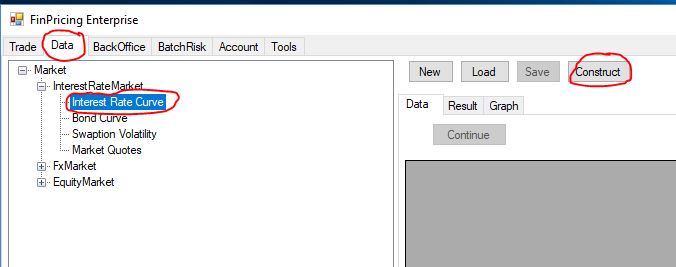 FinPricing Enterprise
Trade Data BackOffice BatchRisk Account Tools
Market
InterestRateMarket
Interest Rate Curve
Bond Curve
Swaption Volatility
Market Quotes
FxMarket
EquityMarket
New Load Save Construct
Data Result Graph
Continue